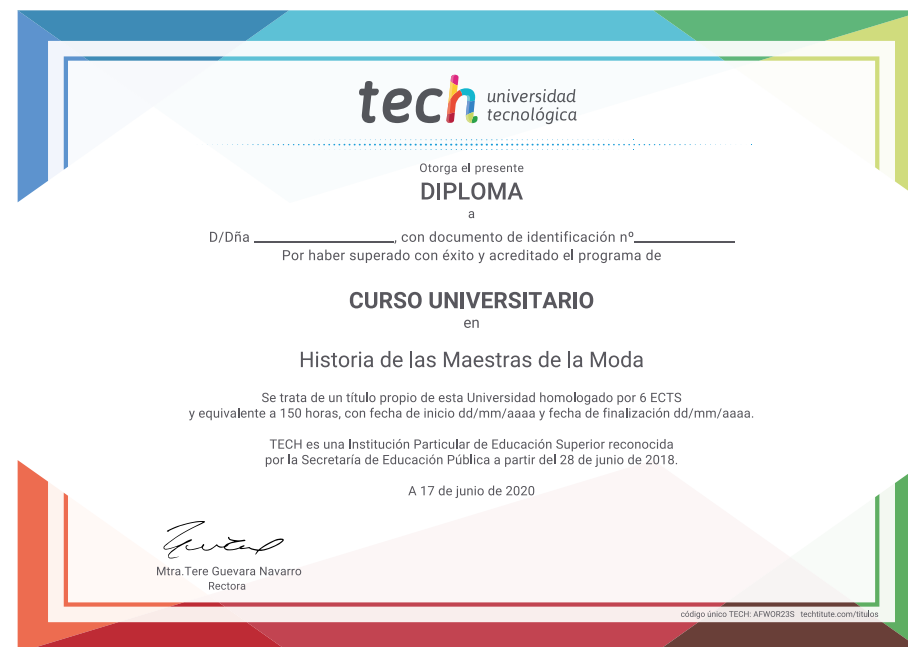 tech universidad
tecnológica
Otorga el presente
DIPLOMA
a
D/Dña ____________________, con documento de identificación nº______________
Por haber superado con éxito y acreditado el programa de
CURSO UNIVERSITARIO
en
Historia de las Maestras de la Moda
Se trata de un título propio de esta Universidad homologado por 6 ECTS
y equivalente a 150 horas, con fecha de inicio dd/mm/aaaa y fecha de finalización dd/mm/aaaa.
TECH es una Institución Particular de Educación Superior reconocida
por la Secretaría de Educación Pública a partir del 28 de junio de 2018.
A 17 de junio de 2020
Mtra.Tere Guevara Navarro
Rectora
código único TECH: AFWOR23S techtitute.com/titulos